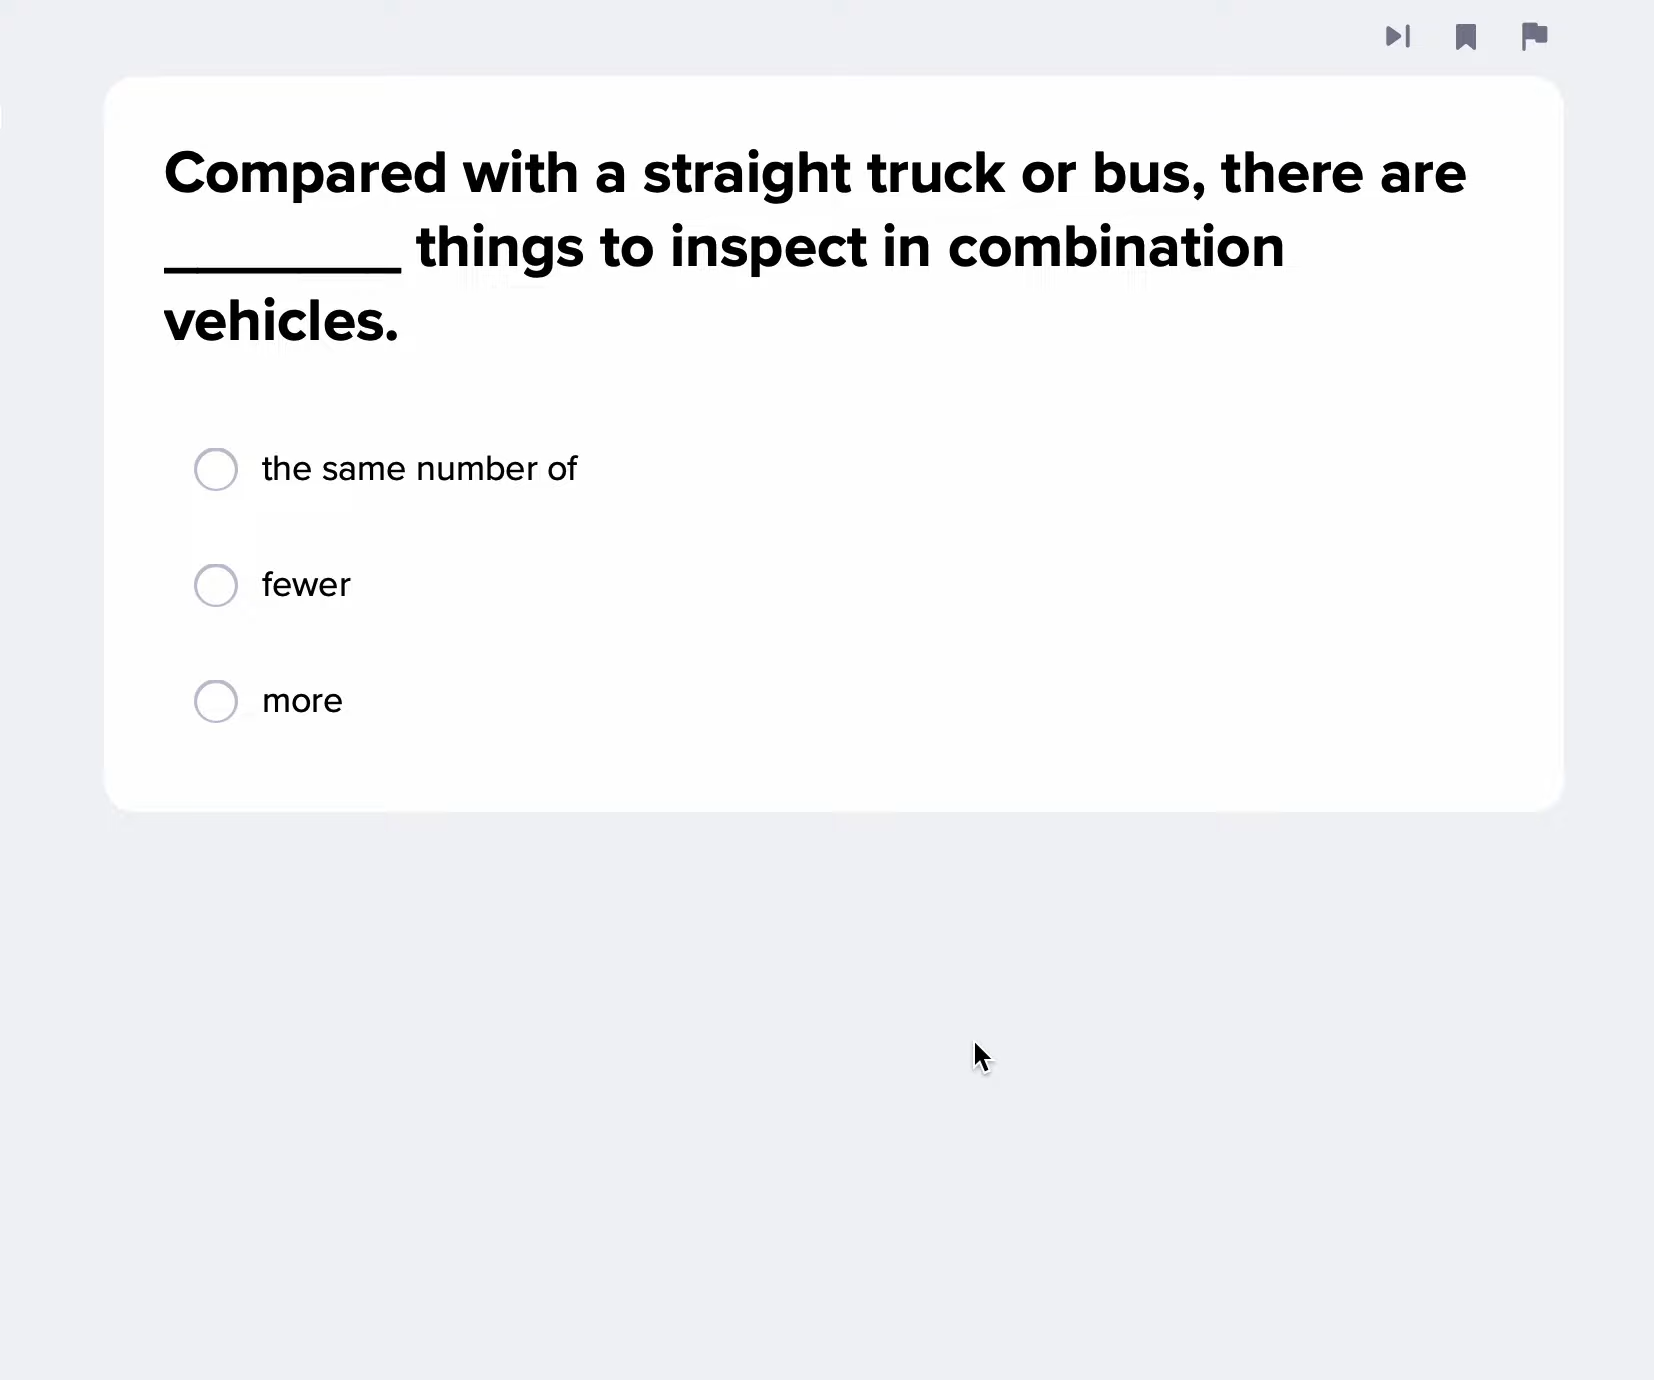 Compared with a straight truck or bus, there are
________ things to inspect in combination
vehicles.
the same number of
fewer
more